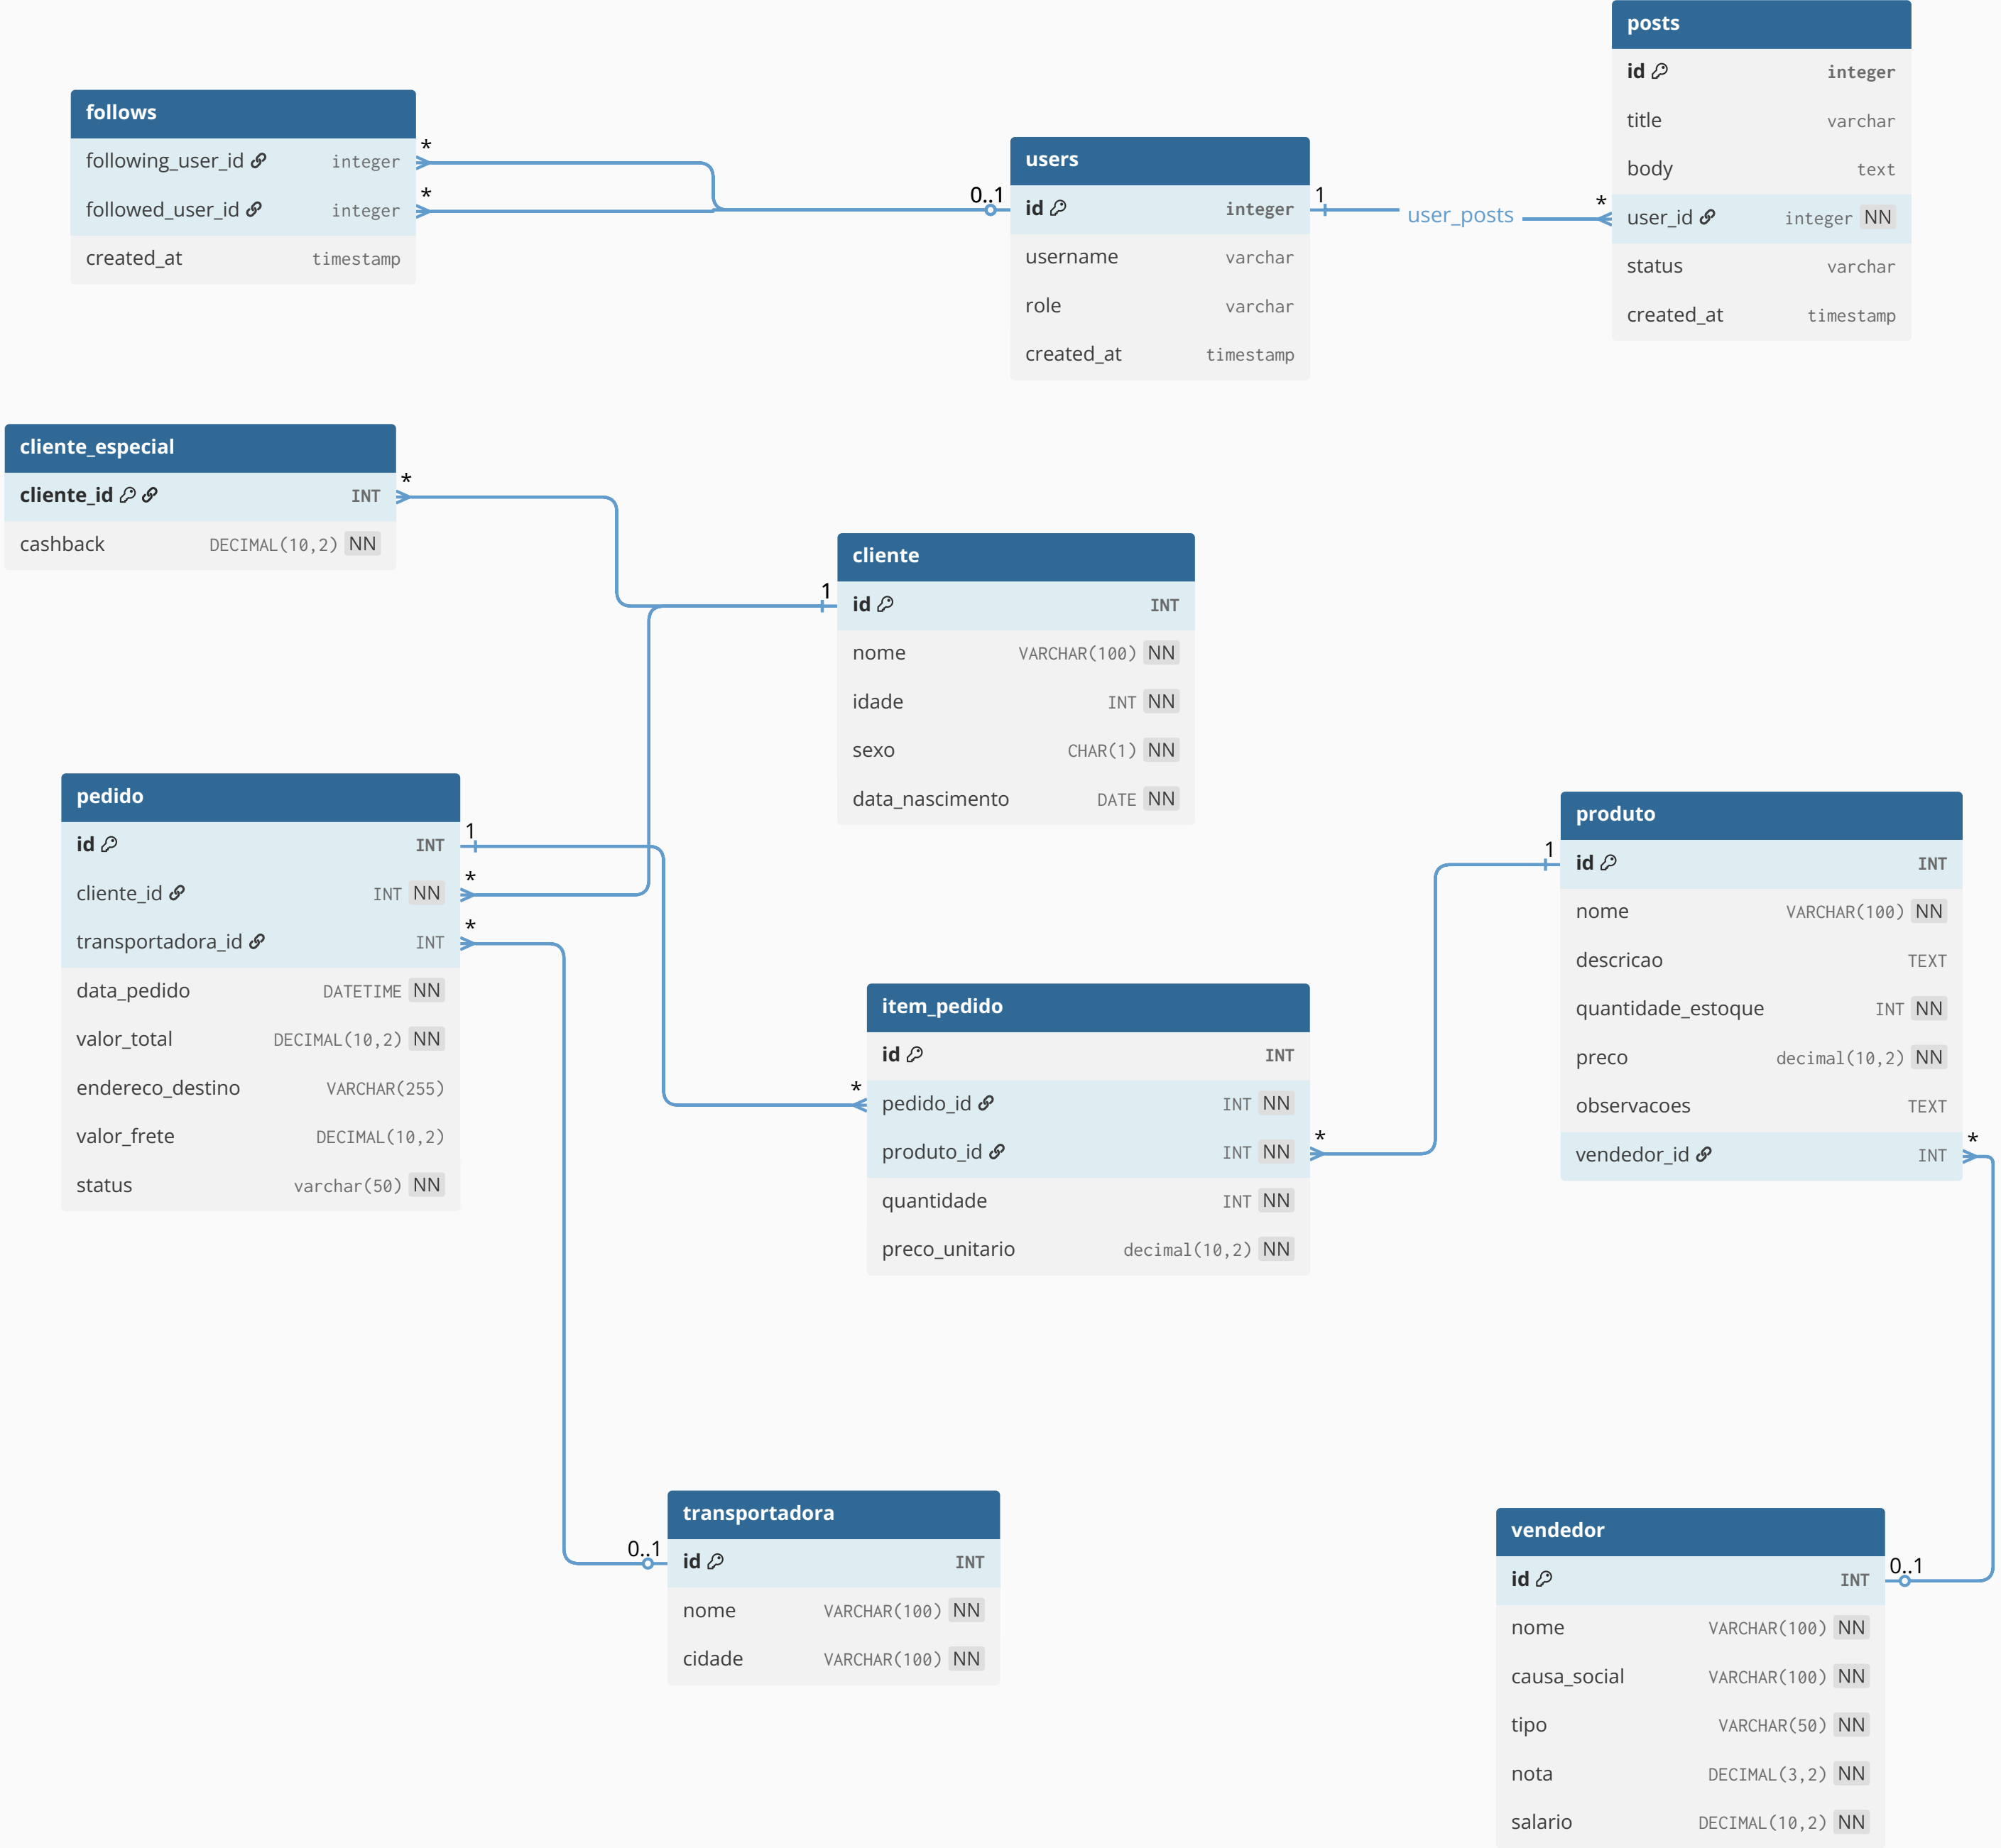 posts
id integer
title varchar
body text
user_id integer NN
status varchar
created_at timestamp
follows
following_user_id integer
followed_user_id integer
created_at timestamp
*
*
0..1
users
id integer
username varchar
role varchar
created_at timestamp
1
user_posts
*
cliente_especial
cliente_id INT
cashback DECIMAL(10,2) NN
*
1
cliente
id INT
nome VARCHAR(100) NN
idade INT NN
sexo CHAR(1) NN
data_nascimento DATE NN
pedido
id INT
cliente_id INT NN
transportadora_id INT
data_pedido DATETIME NN
valor_total DECIMAL(10,2) NN
endereco_destino VARCHAR(255)
valor_frete DECIMAL(10,2)
status varchar(50) NN
1
*
*
produto
id INT
nome VARCHAR(100) NN
descricao TEXT
quantidade_estoque INT NN
preco decimal(10,2) NN
observacoes TEXT
vendedor_id INT
1
*
item_pedido
id INT
pedido_id INT NN
produto_id INT NN
quantidade INT NN
preco_unitario decimal(10,2) NN
*
*
transportadora
id INT
nome VARCHAR(100) NN
cidade VARCHAR(100) NN
0..1
vendedor
id INT
nome VARCHAR(100) NN
causa_social VARCHAR(100) NN
tipo VARCHAR(50) NN
nota DECIMAL(3,2) NN
salario DECIMAL(10,2) NN
0..1